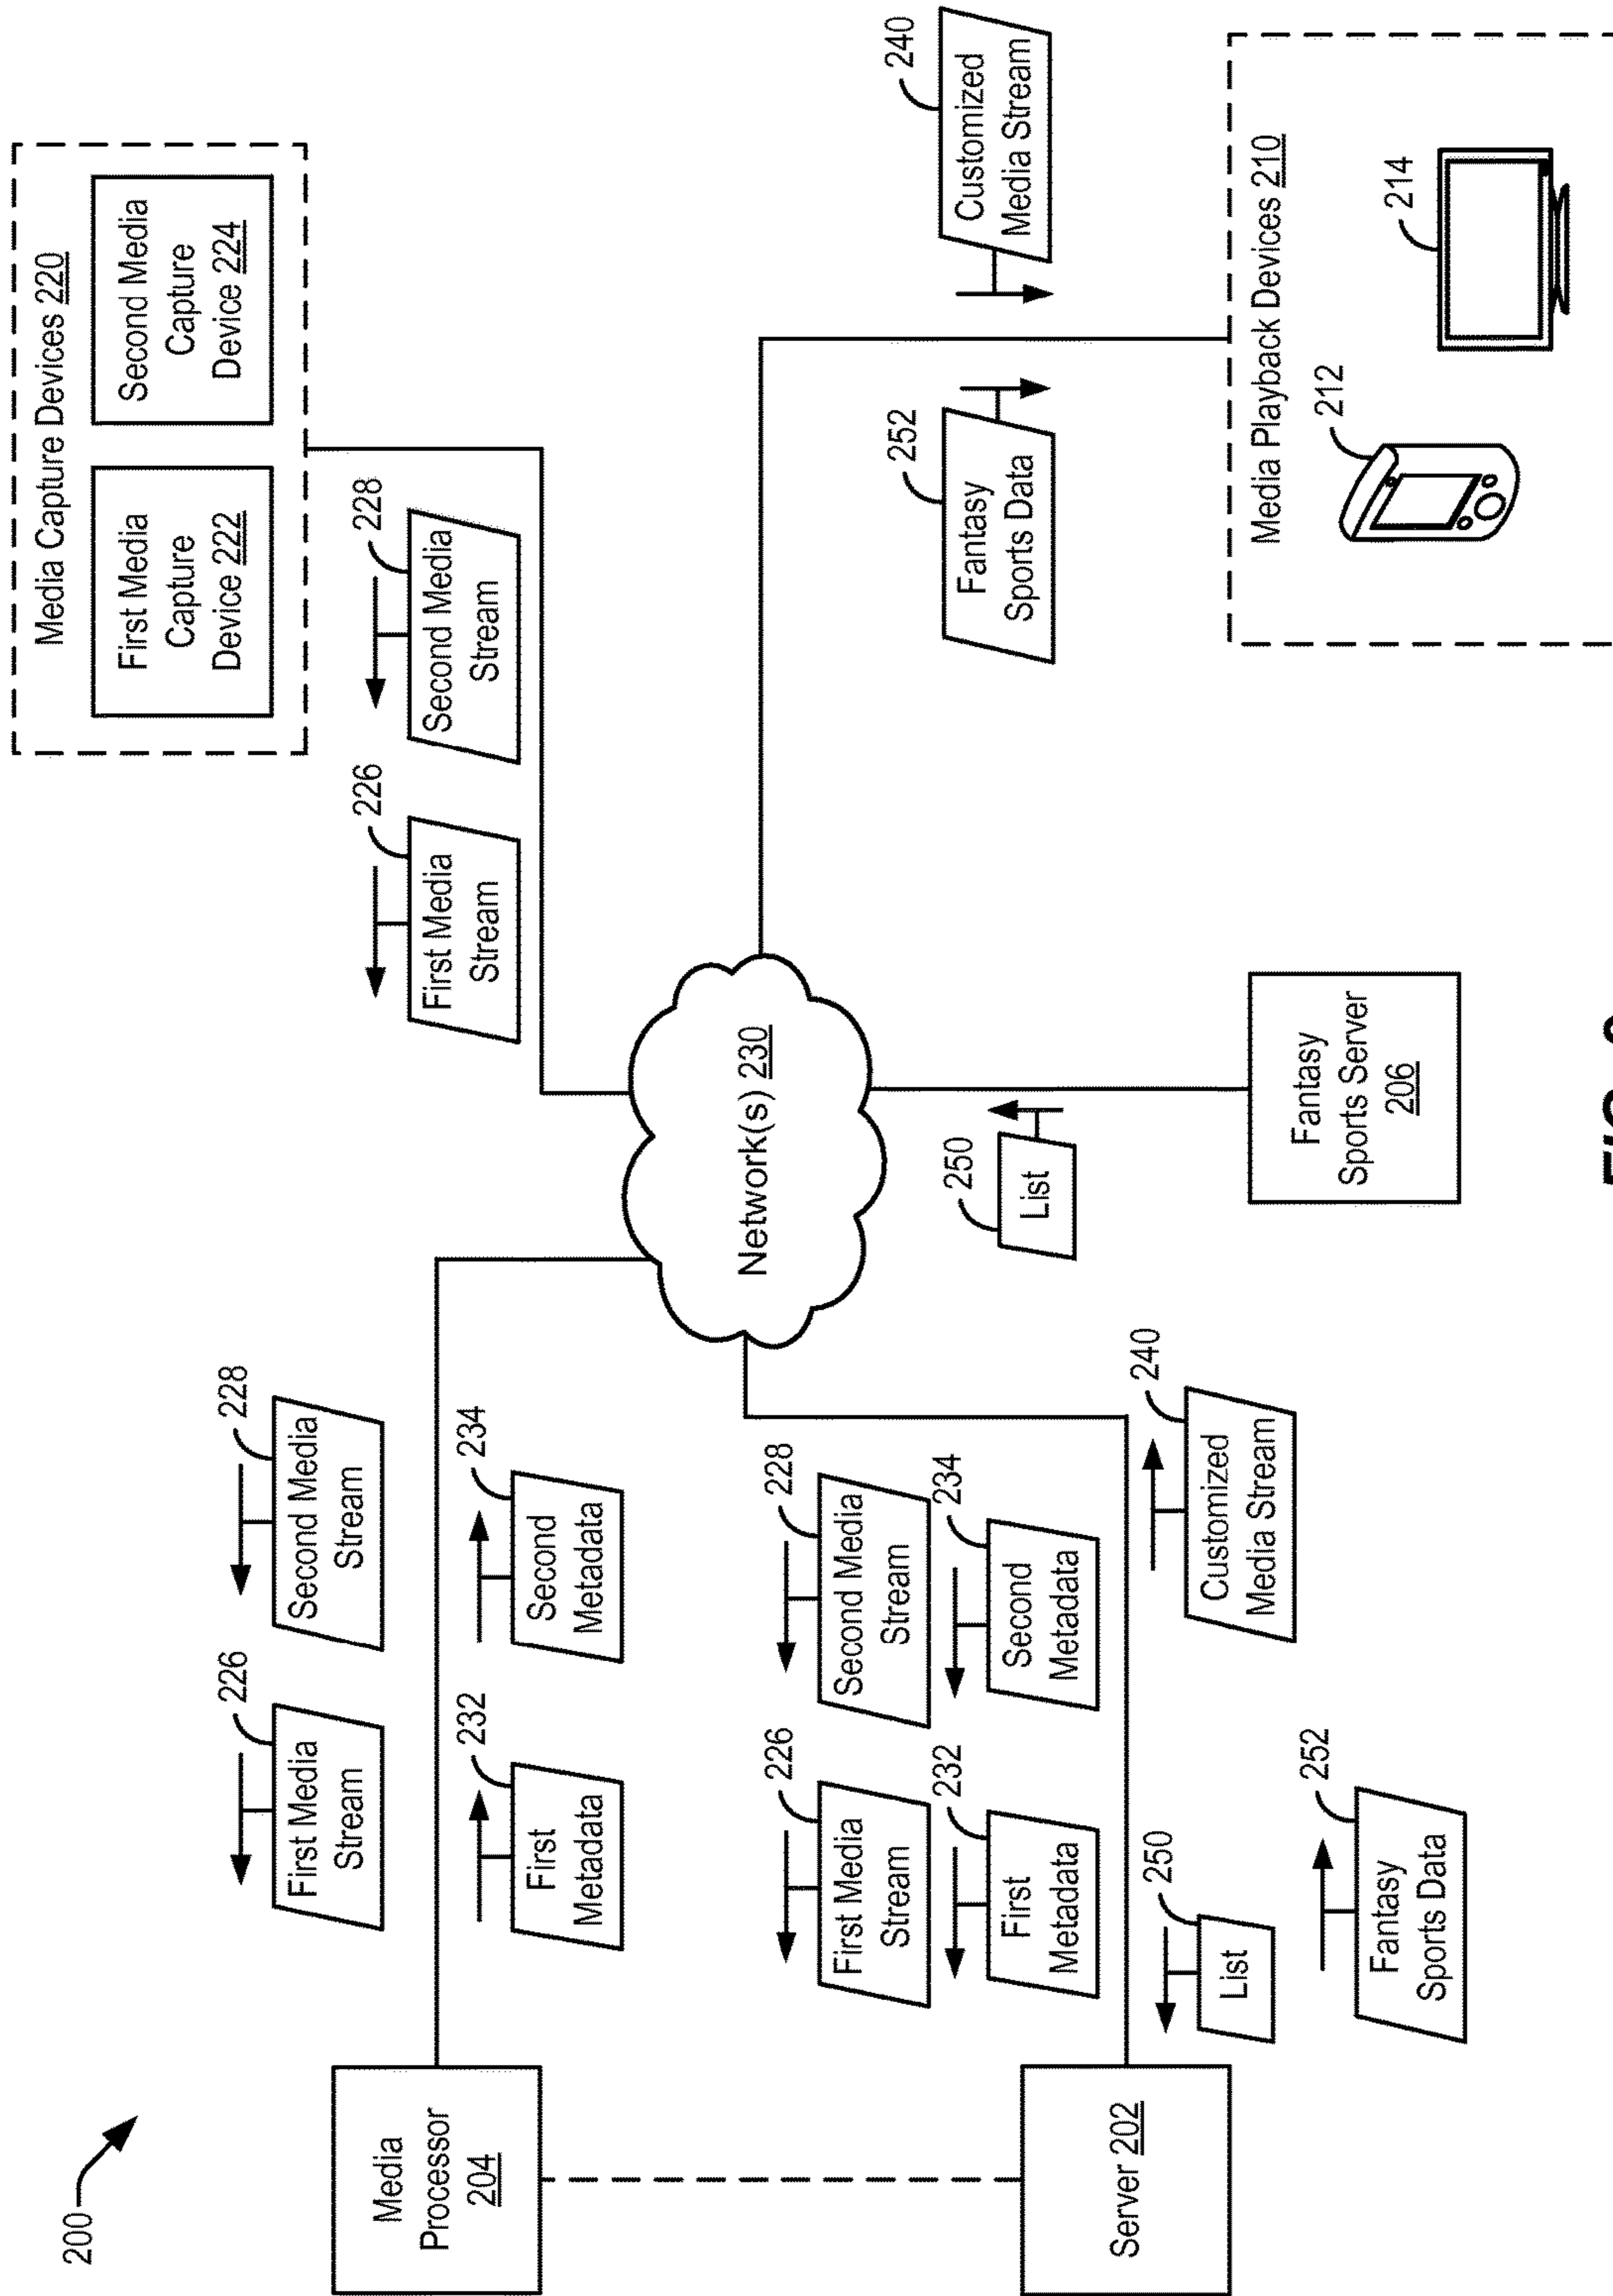 200
Media
Processor
204
226
First Media
Stream
228
Second Media
Stream
232
First
Metadata
234
Second
Metadata
Media Capture Devices 220
First Media
Capture
Device 222
Second Media
Capture
Device 224
226
First Media
Stream
228
Second Media
Stream
Network(s) 230
Server 202
226
First Media
Stream
228
Second Media
Stream
232
First
Metadata
234
Second
Metadata
250
List
240
Customized
Media Stream
252
Fantasy
Sports Data
250
List
Fantasy
Sports Server
206
252
Fantasy
Sports Data
240
Customized
Media Stream
Media Playback Devices 210
212
214